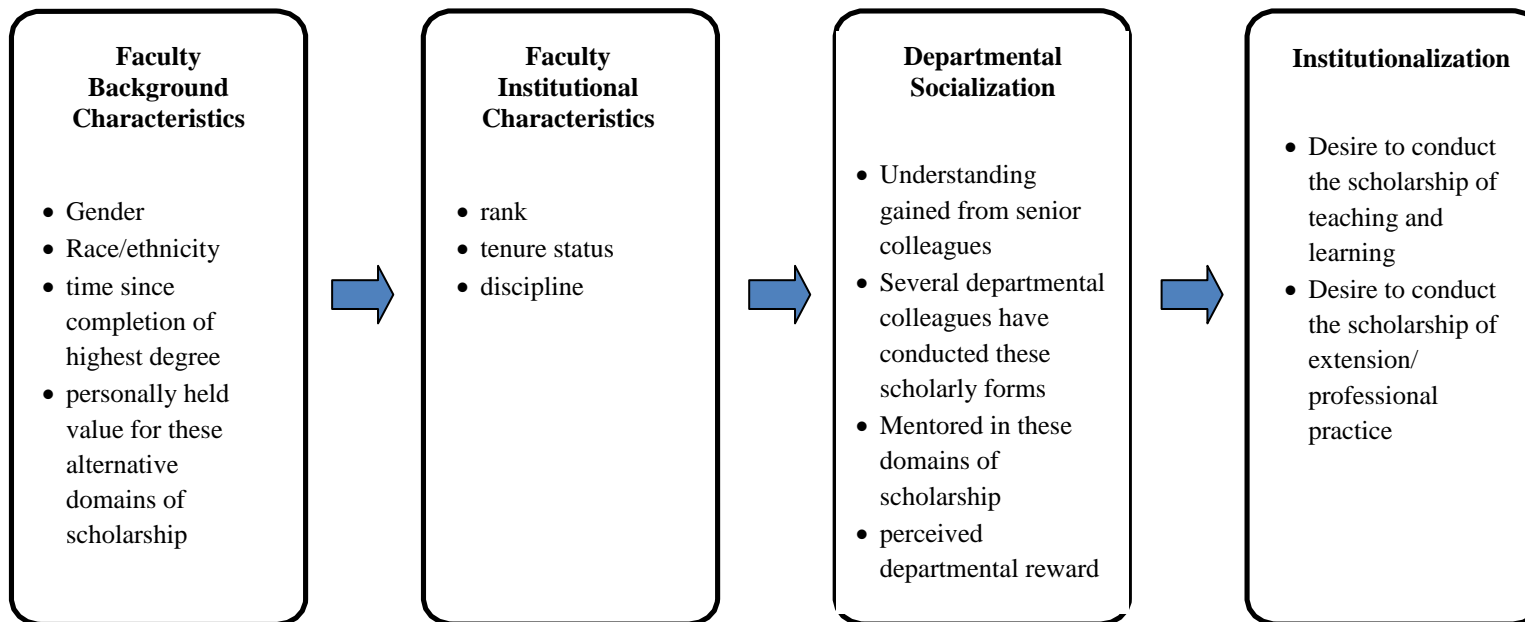 Faculty
Background
Characteristics
• Gender
• Race/ethnicity
• time since
completion of
highest degree
• personally held
value for these
alternative
domains of
scholarship
Faculty
Institutional
Characteristics
• rank
• tenure status
• discipline
Departmental
Socialization
• Understanding
gained from senior
colleagues
• Several departmental
colleagues have
conducted these
scholarly forms
• Mentored in these
domains of
scholarship
• perceived
departmental reward
Institutionalization
• Desire to conduct
the scholarship of
teaching and
learning
• Desire to conduct
the scholarship of
extension/
professional
practice